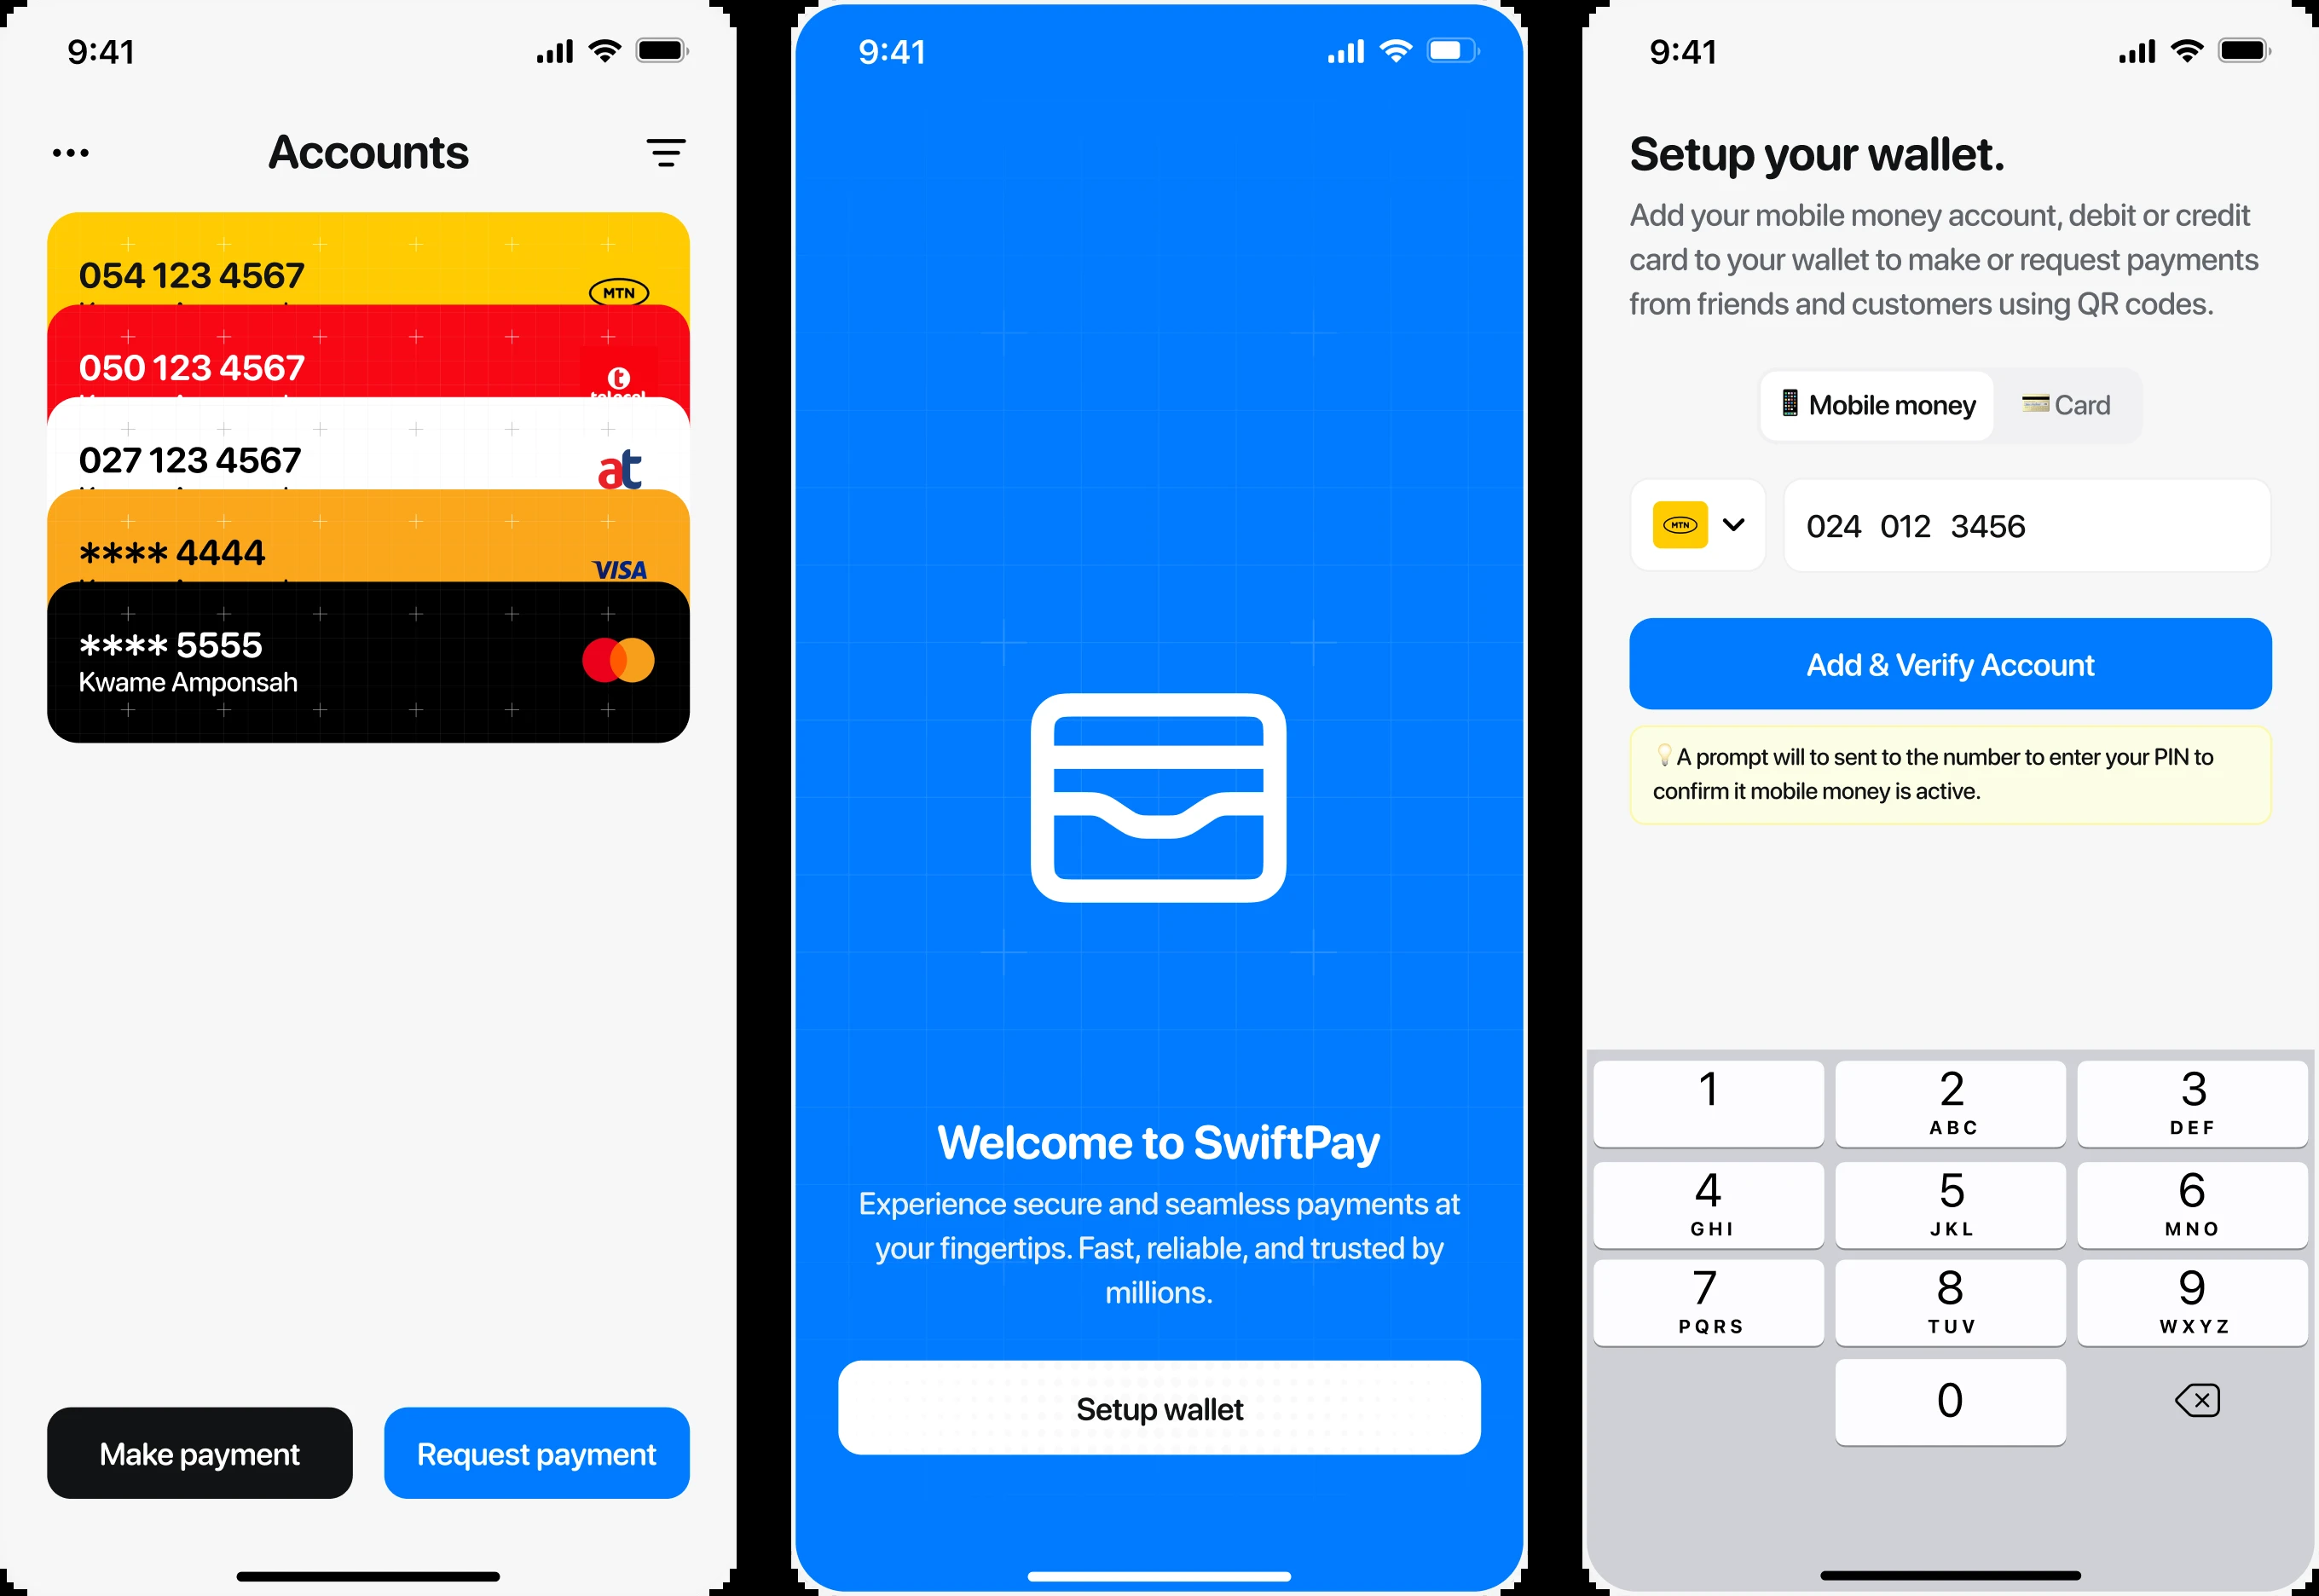 9:41
Accounts
054 123 4567
MTN
050 123 4567
t
telecel
027 123 4567
at
**** 4444
VISA
**** 5555
Kwame Amponsah
Make payment
Request payment
9:41
Welcome to SwiftPay
Experience secure and seamless payments at
your fingertips. Fast, reliable, and trusted by
millions.
Setup wallet
9:41
Setup your wallet.
Add your mobile money account, debit or credit
card to your wallet to make or request payments
from friends and customers using QR codes.
Mobile money
Card
MTN
024 012 3456
Add & Verify Account
💡A prompt will to sent to the number to enter your PIN to
confirm it mobile money is active.
1
2
3
ABC
DEF
4
5
6
GHI
JKL
MNO
7
8
9
PQRS
TUV
WXYZ
0